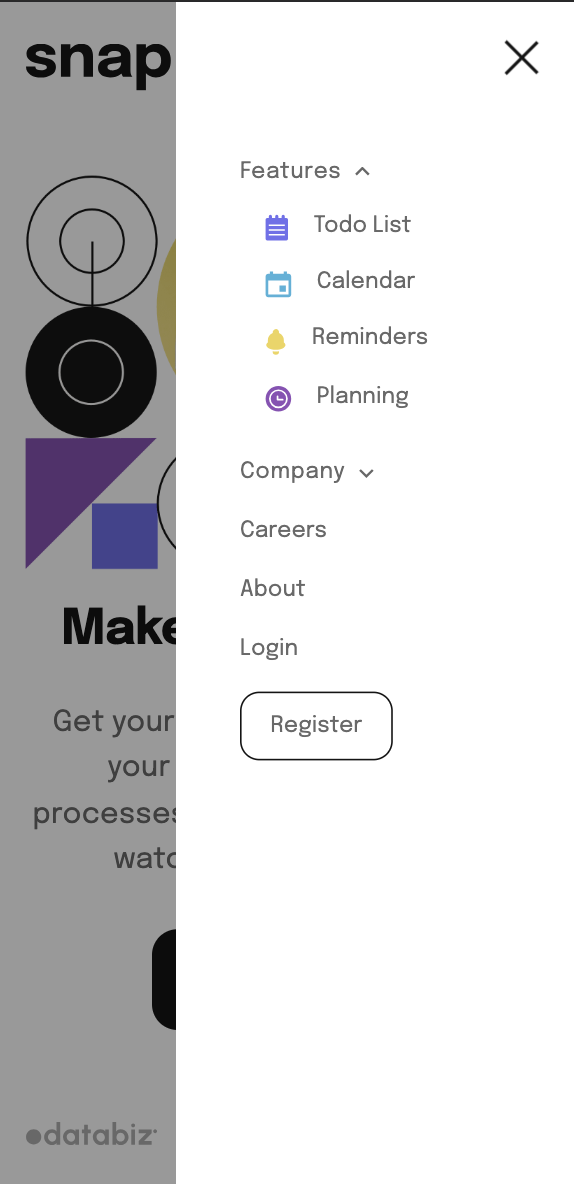 snap
Features
Todo List
Calendar
Reminders
Planning
Company
Careers
About
Login
Register
Make
Get your
your
processes
watc
databiz